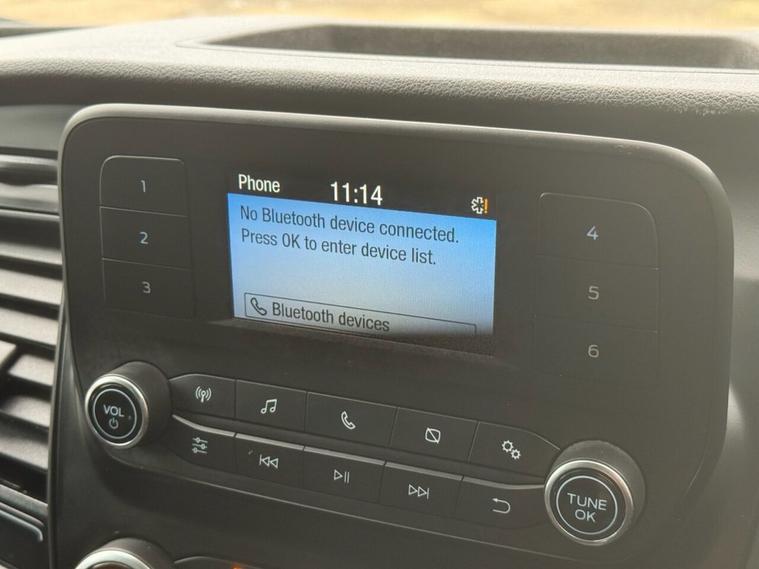 Phone 11:14
No Bluetooth device connected.
Press OK to enter device list.
Bluetooth devices
1
2
3
4
5
6
VOL
TUNE
OK